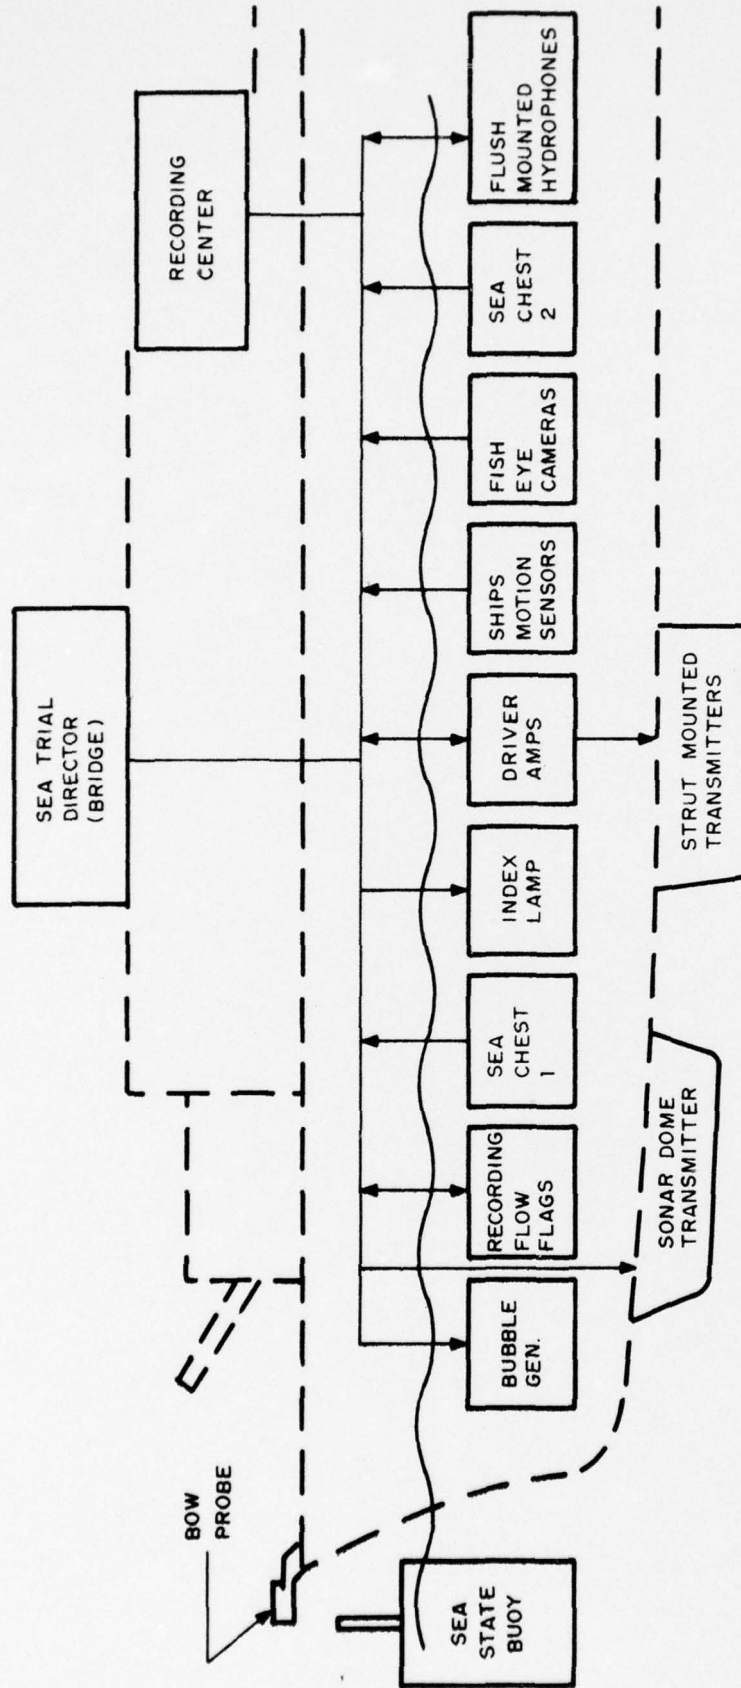 SEA TRIAL
DIRECTOR
(BRIDGE)
RECORDING
CENTER
BOW
PROBE
SEA
STATE
BUOY
BUBBLE
GEN.
RECORDING
FLOW
FLAGS
SEA
CHEST
1
INDEX
LAMP
DRIVER
AMPS
SHIPS
MOTION
SENSORS
FISH
EYE
CAMERAS
SEA
CHEST
2
FLUSH
MOUNTED
HYDROPHONES
SONAR DOME
TRANSMITTER
STRUT MOUNTED
TRANSMITTERS